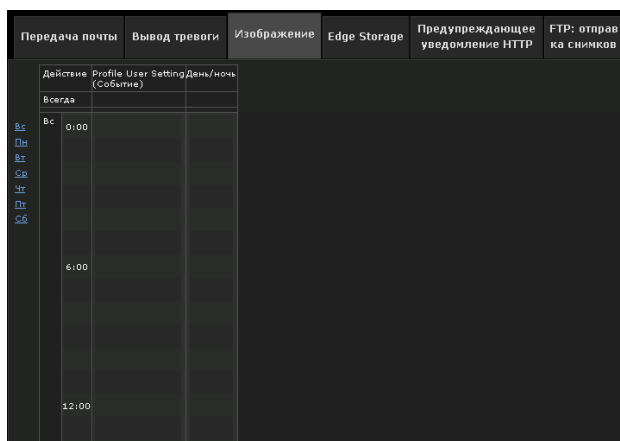 Передача почты
Вывод тревоги
Изображение
Edge Storage
Предупреждающее
уведомление HTTP
FTP: отправ
ка снимков
Действие
Profile User Setting
(Событие)
День/ночь
Всегда
Вс
Пн
Вт
Ср
Чт
Пт
Сб
Вс
0:00
6:00
12:00